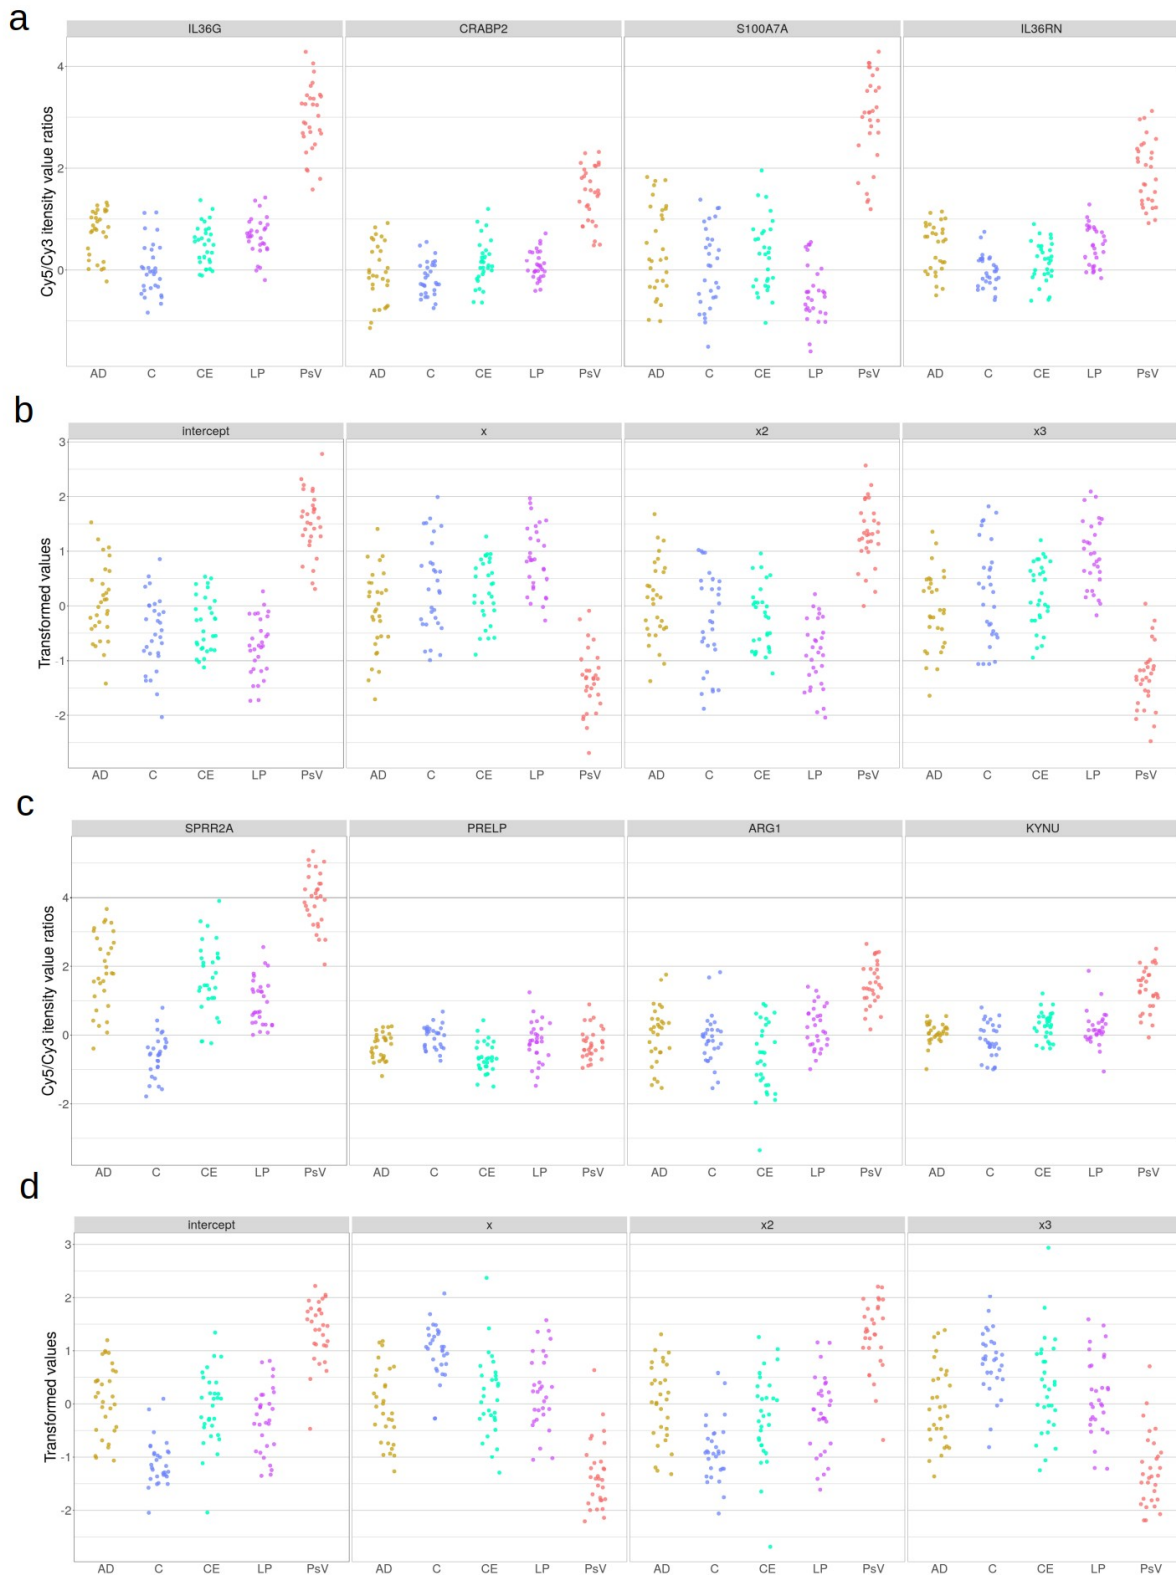 a
IL36G CRABP2 S100A7A IL36RN
Cy5/Cy3 itensity value ratios
4
2
0
AD C CE LP PsV AD C CE LP PsV AD C CE LP PsV AD C CE LP PsV
b
intercept x x2 x3
Transformed values
3
2
1
0
-1
-2
AD C CE LP PsV AD C CE LP PsV AD C CE LP PsV AD C CE LP PsV
c
SPRR2A PRELP ARG1 KYNU
Cy5/Cy3 itensity value ratios
4
2
0
-2
AD C CE LP PsV AD C CE LP PsV AD C CE LP PsV AD C CE LP PsV
d
intercept x x2 x3
Transformed values
3
2
1
0
-1
-2
AD C CE LP PsV AD C CE LP PsV AD C CE LP PsV AD C CE LP PsV